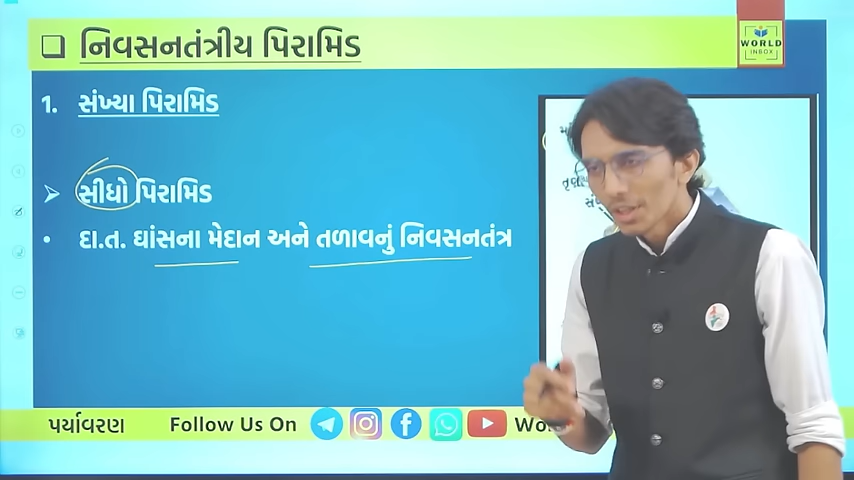 ❑ નિવસનતંત્રીય પિરામિડ
WORLD
INBOX
1. સંખ્યા પિરામિડ
➢ સીધો પિરામિડ
• દા.ત. ઘાંસના મેદાન અને તળાવનું નિવસનતંત્ર
પર્યાવરણ Follow Us On